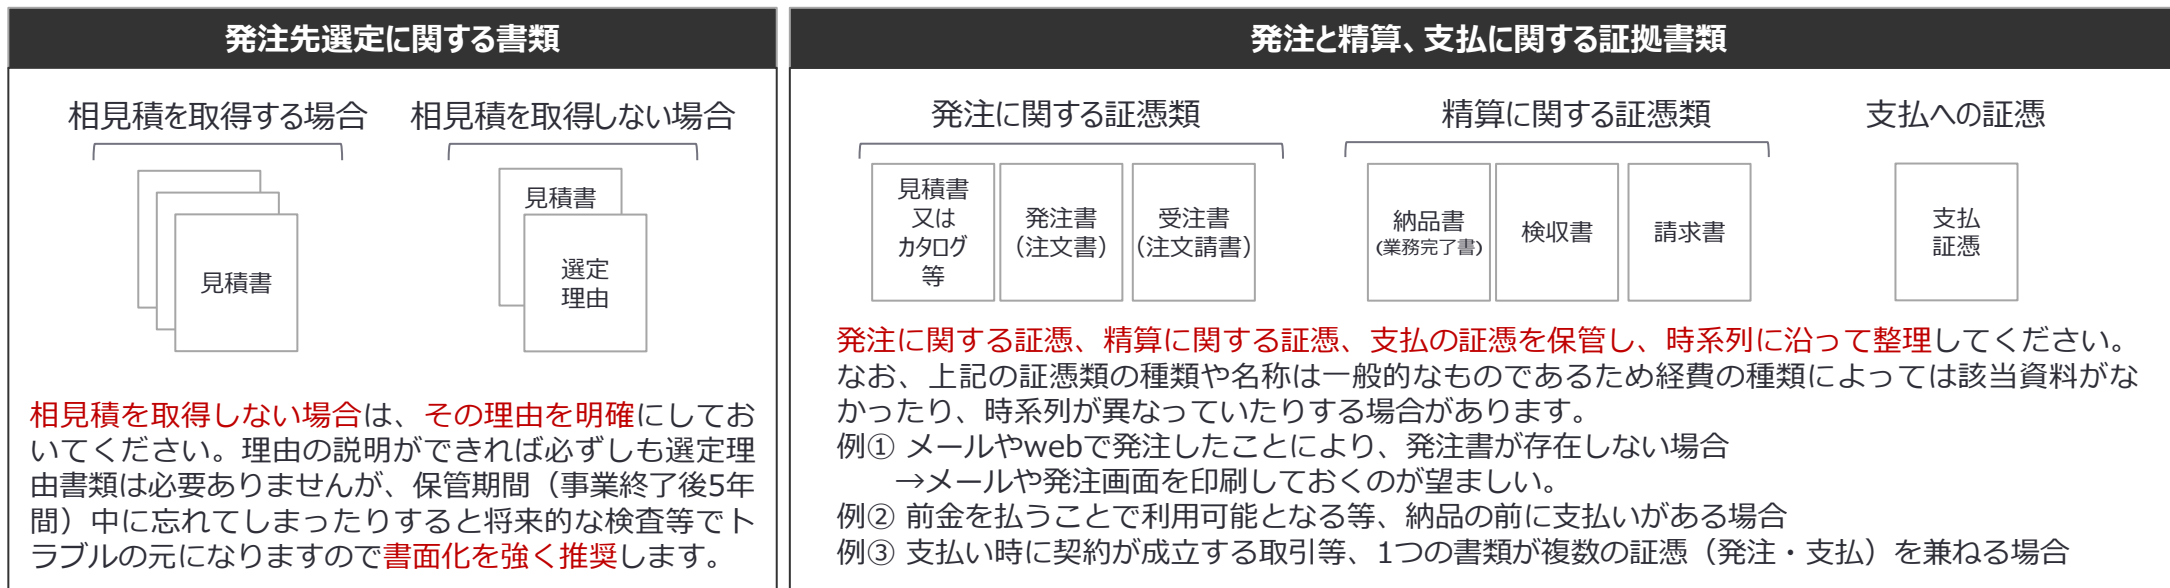 発注先選定に関する書類
相見積を取得する場合
相見積を取得しない場合
見積書
見積書
選定
理由
相見積を取得しない場合は、その理由を明確にしてお
いてください。理由の説明ができれば必ずしも選定理
由書類は必要ありませんが、保管期間（事業終了後5年
間）中に忘れてしまったりすると将来的な検査等でト
ラブルの元になりますので書面化を強く推奨します。
発注と精算、支払に関する証拠書類
発注に関する証憑類
精算に関する証憑類
支払への証憑
見積書
又は
カタログ
等
発注書
（注文書）
受注書
（注文請書）
納品書
(業務完了書)
検収書
請求書
支払
証憑
発注に関する証憑、精算に関する証憑、支払の証憑を保管し、時系列に沿って整理してください。
なお、上記の証憑類の種類や名称は一般的なものであるため経費の種類によっては該当資料がな
かったり、時系列が異なっていたりする場合があります。
例① メールやwebで発注したことにより、発注書が存在しない場合
→メールや発注画面を印刷しておくのが望ましい。
例② 前金を払うことで利用可能となる等、納品の前に支払いがある場合
例③ 支払い時に契約が成立する取引等、1つの書類が複数の証憑（発注・支払）を兼ねる場合